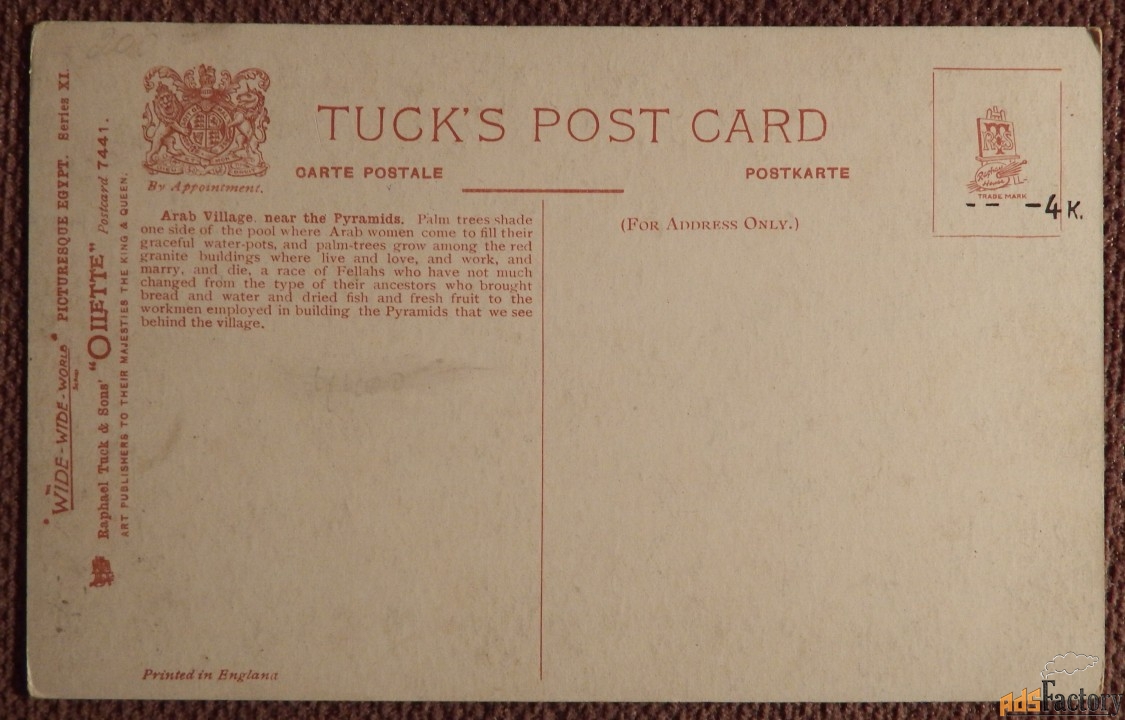 TUCK'S POST CARD
CARTE POSTALE
POSTKARTE
By Appointment.
(For Address Only.)
TRADE MARK
-- -4 K.
Arab Village near the Pyramids. Palm trees shade
one side of the pool where Arab women come to fill their
graceful water-pots, and palm-trees grow among the red
granite buildings where live and love, and work, and
marry, and die, a race of Fellahs who have not much
changed from the type of their ancestors who brought
bread and water and dried fish and fresh fruit to the
workmen employed in building the Pyramids that we see
behind the village.
"WIDE-WIDE-WORLD" PICTURESQUE EGYPT. Series XI.
Raphael Tuck & Sons' "OILETTE" Postcard 7441.
ART PUBLISHERS TO THEIR MAJESTIES THE KING & QUEEN.
Printed in England
adsFactory